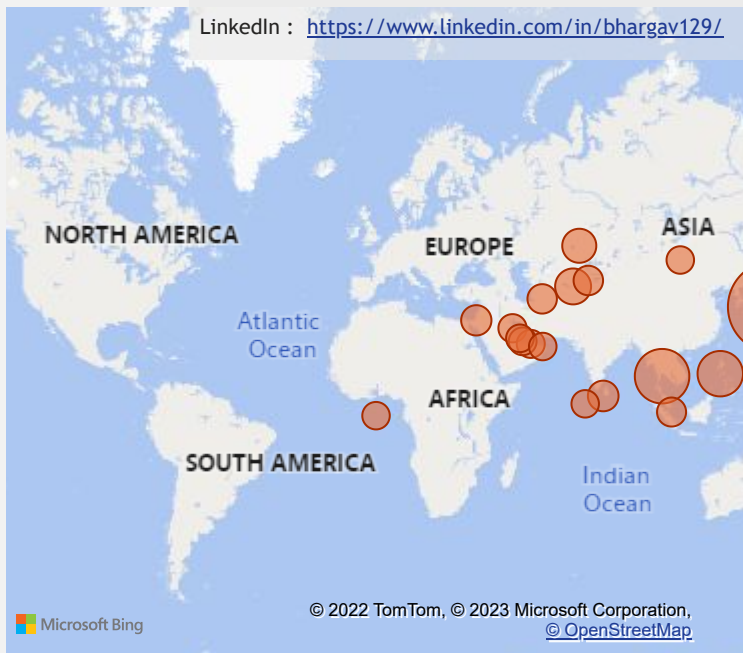 LinkedIn : https://www.linkedin.com/in/bhargav129/
NORTH AMERICA
EUROPE
ASIA
Atlantic
Ocean
AFRICA
SOUTH AMERICA
Indian
Ocean
Microsoft Bing
© 2022 TomTom, © 2023 Microsoft Corporation,
© OpenStreetMap